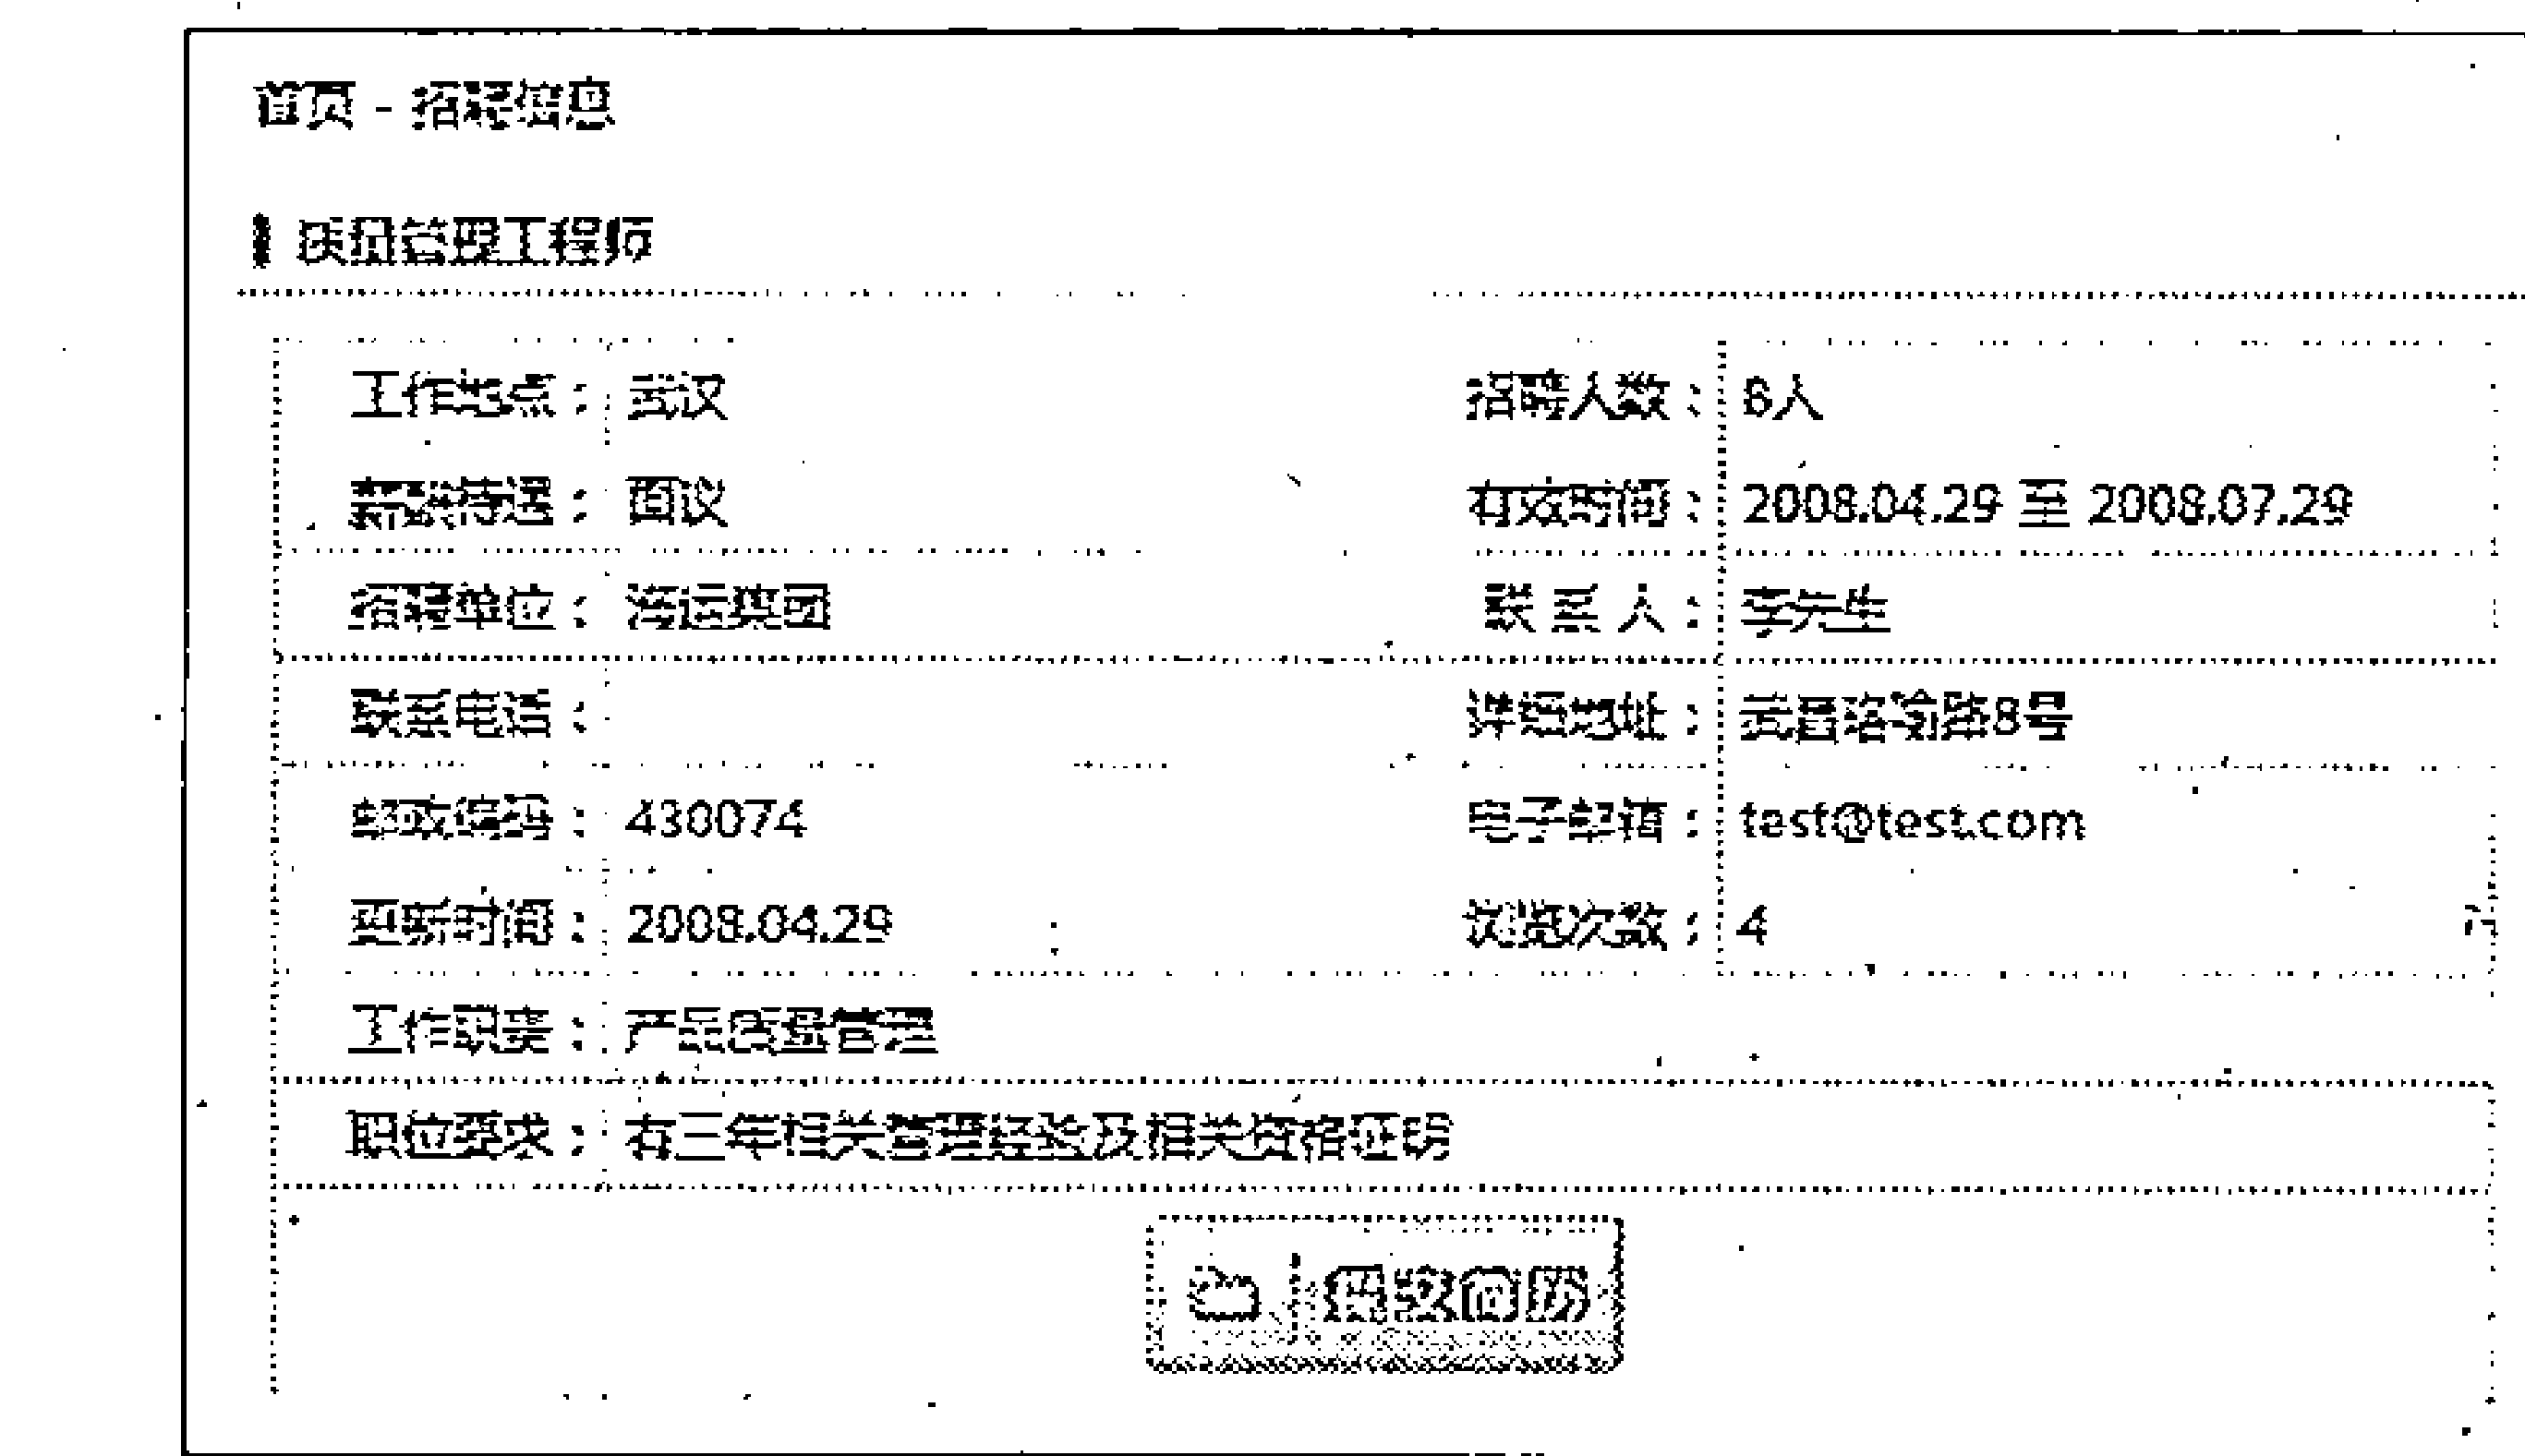 首页 - 招聘信息
质量管理工程师
工作地点： 武汉 招聘人数： 8人
薪酬待遇： 面议 有效时间： 2008.04.29 至 2008.07.29
招聘单位： 海运集团 联 系 人： 李先生
联系电话： 详细地址： 武昌珞喻路8号
邮政编码： 430074 电子邮箱： test@test.com
更新时间： 2008.04.29 浏览次数： 4
工作职责： 产品质量管理
职位要求： 有三年相关管理经验及相关资格证明
提交简历